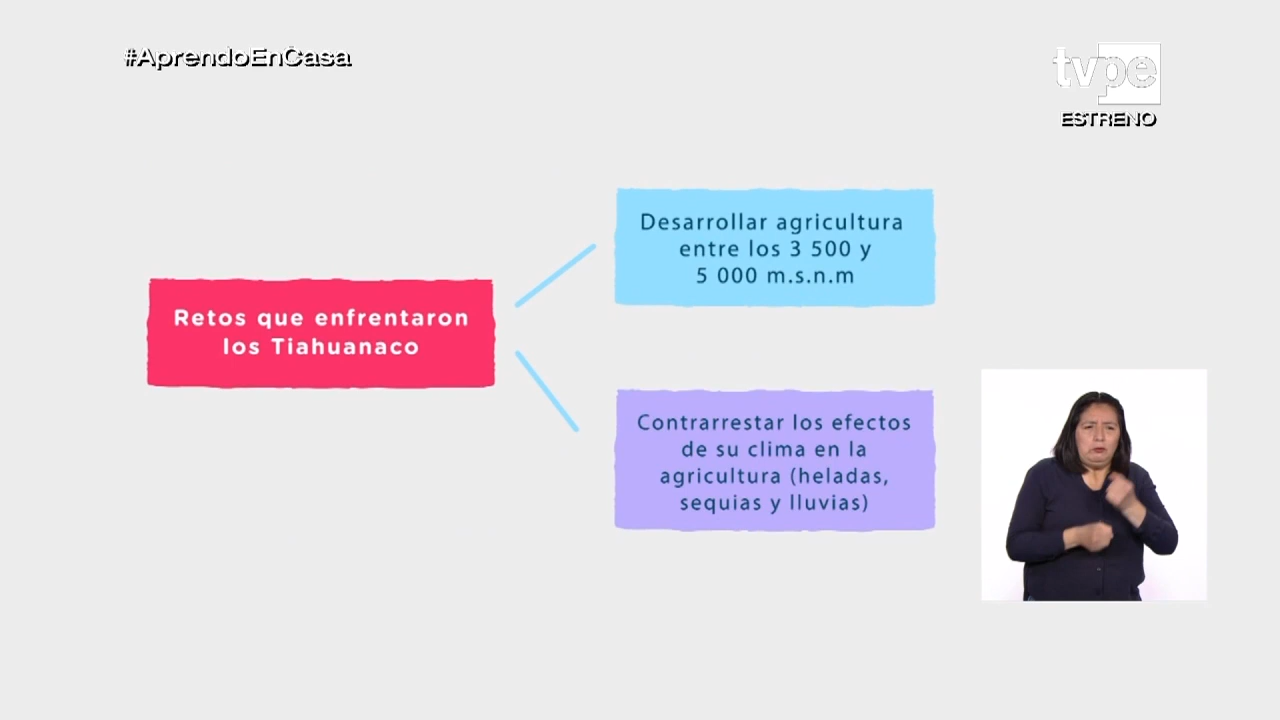 #AprendoEnCasa
tvpe
ESTRENO
Retos que enfrentaron
los Tiahuanaco
Desarrollar agricultura
entre los 3 500 y
5 000 m.s.n.m
Contrarrestar los efectos
de su clima en la
agricultura (heladas,
sequias y lluvias)